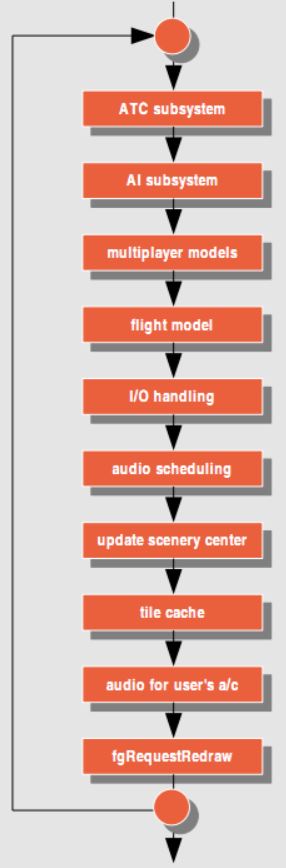 ATC subsystem
AI subsystem
multiplayer models
flight model
I/O handling
audio scheduling
update scenery center
tile cache
audio for user's a/c
fgRequestRedraw